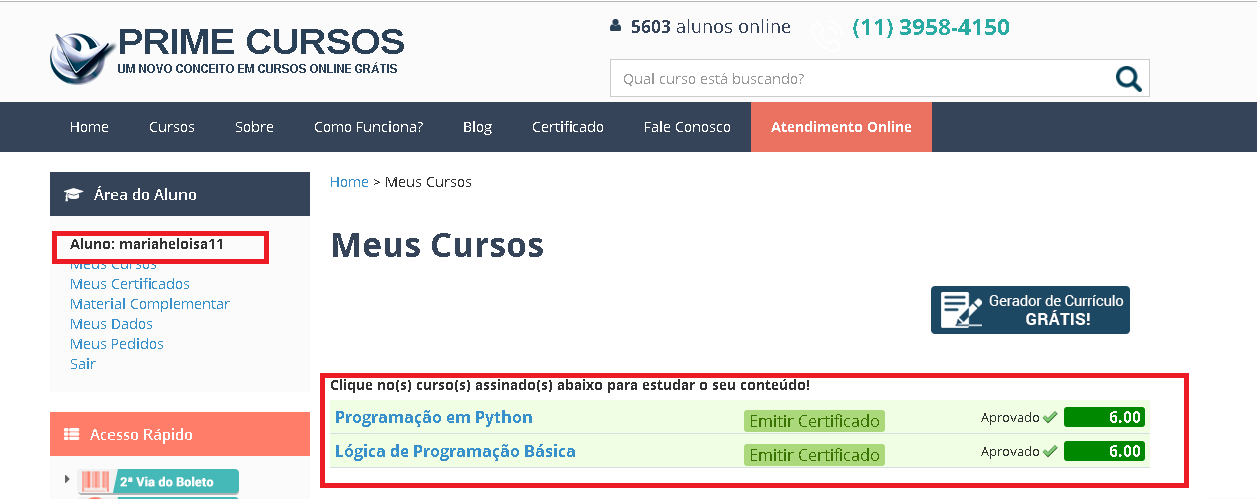 PRIME CURSOS
UM NOVO CONCEITO EM CURSOS ONLINE GRÁTIS
5603 alunos online
(11) 3958-4150
Qual curso está buscando?
Home Cursos Sobre Como Funciona? Blog Certificado Fale Conosco Atendimento Online
Área do Aluno
Aluno: mariaheloisa11
Meus Cursos
Meus Certificados
Material Complementar
Meus Dados
Meus Pedidos
Sair
Acesso Rápido
2ª Via do Boleto
Home > Meus Cursos
Meus Cursos
Gerador de Currículo
GRÁTIS!
Clique no(s) curso(s) assinado(s) abaixo para estudar o seu conteúdo!
Programação em Python Emitir Certificado Aprovado 6.00
Lógica de Programação Básica Emitir Certificado Aprovado 6.00